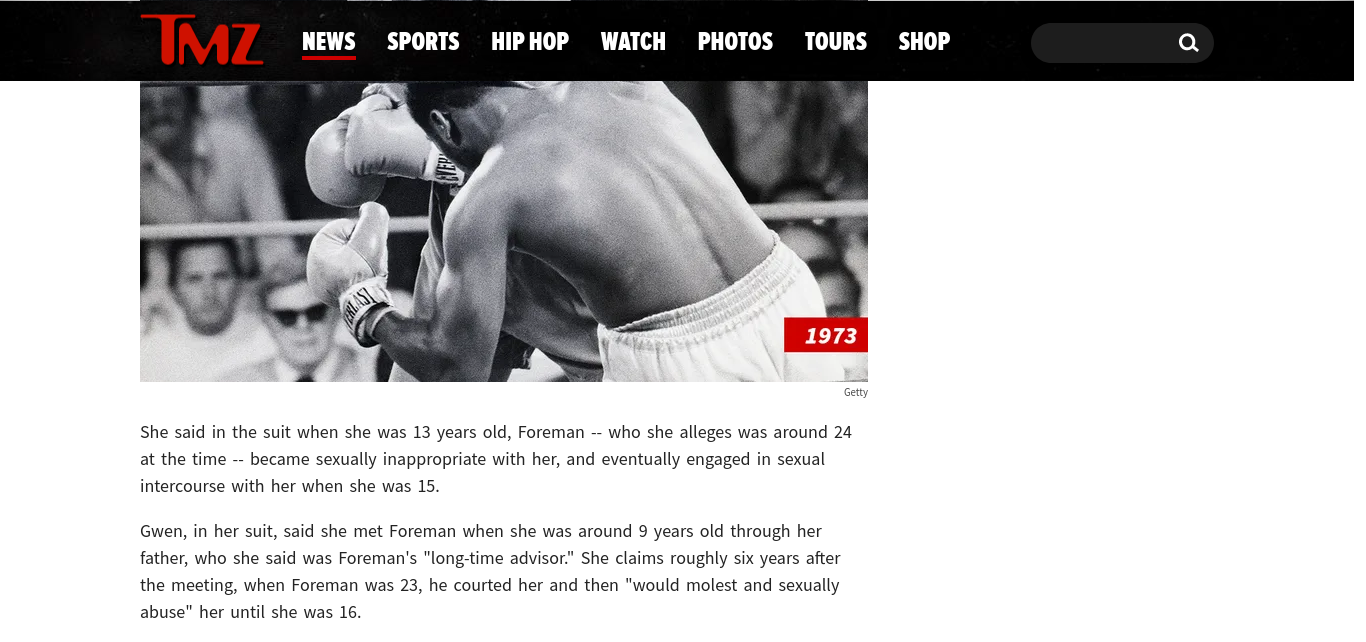 TMZ
NEWS SPORTS HIP HOP WATCH PHOTOS TOURS SHOP
EVERLAST
1973
Getty
She said in the suit when she was 13 years old, Foreman -- who she alleges was around 24
at the time -- became sexually inappropriate with her, and eventually engaged in sexual
intercourse with her when she was 15.
Gwen, in her suit, said she met Foreman when she was around 9 years old through her
father, who she said was Foreman's "long-time advisor." She claims roughly six years after
the meeting, when Foreman was 23, he courted her and then "would molest and sexually
abuse" her until she was 16.